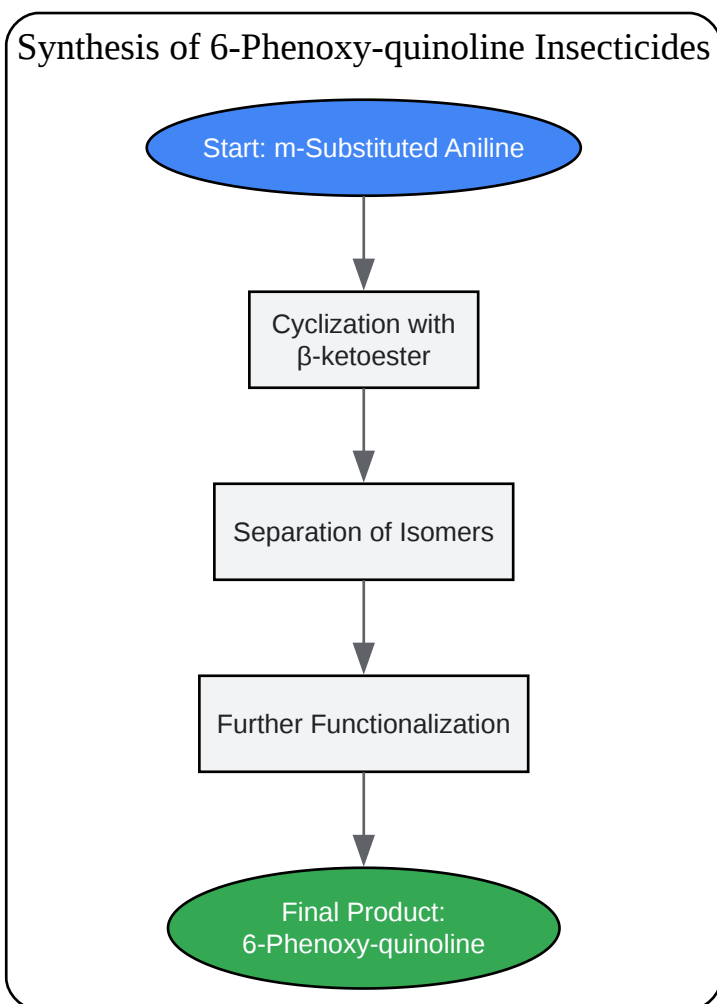 Synthesis of 6-Phenoxy-quinoline Insecticides
Start: m-Substituted Aniline
Cyclization with
β-ketoester
Separation of Isomers
Further Functionalization
Final Product:
6-Phenoxy-quinoline